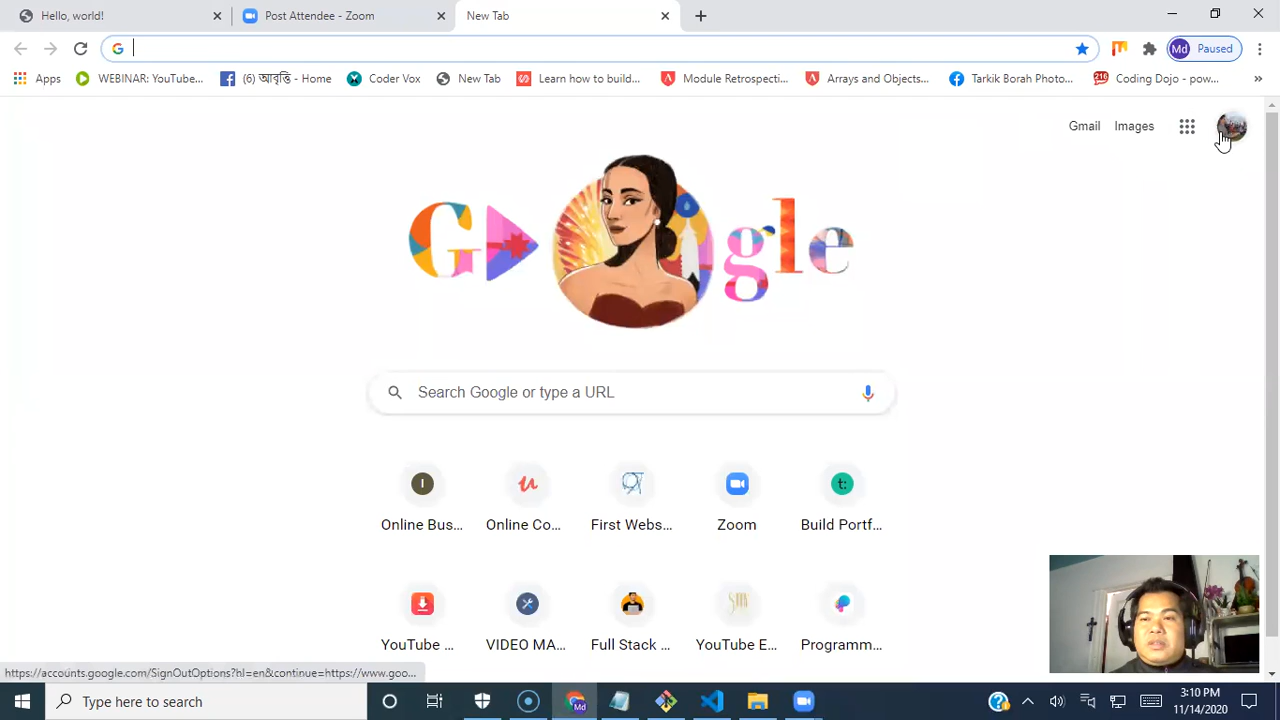 Hello, world!
Post Attendee - Zoom
New Tab
Md Paused
Apps
WEBINAR: YouTube...
(6) আবৃত্তি - Home
Coder Vox
New Tab
Learn how to build...
Module Retrospecti...
Arrays and Objects...
Tarkik Borah Photo...
216 Coding Dojo - pow...
»
Gmail
Images
G gle
Search Google or type a URL
I
t:
Online Bus...
Online Co...
First Webs...
Zoom
Build Portf...
YouTube ...
VIDEO MA...
Full Stack ...
YouTube E...
Programm...
https://accounts.google.com/SignOutOptions?hl=en&continue=https://www.goo...
Type here to search
Md
3:10 PM
11/14/2020